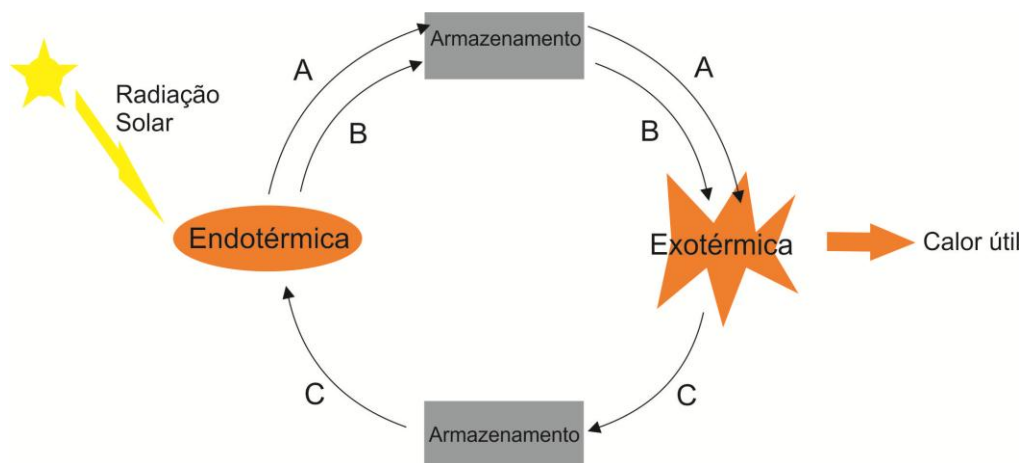 Armazenamento
A
A
Radiação
Solar
B
B
Endotérmica
Exotérmica
Calor útil
C
C
Armazenamento